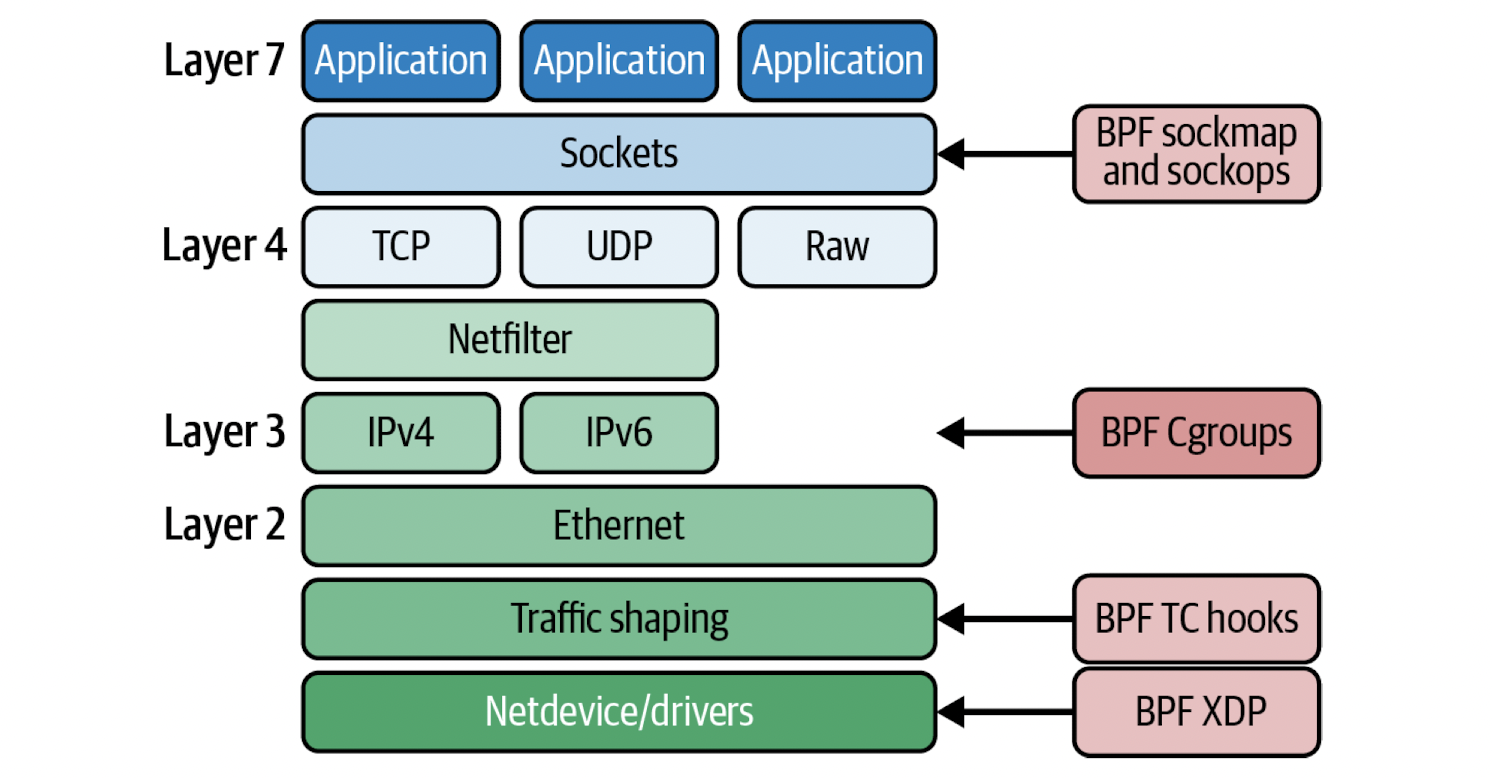 Layer 7
Application
Application
Application
Sockets
BPF sockmap
and sockops
Layer 4
TCP
UDP
Raw
Netfilter
Layer 3
IPv4
IPv6
BPF Cgroups
Layer 2
Ethernet
Traffic shaping
BPF TC hooks
Netdevice/drivers
BPF XDP